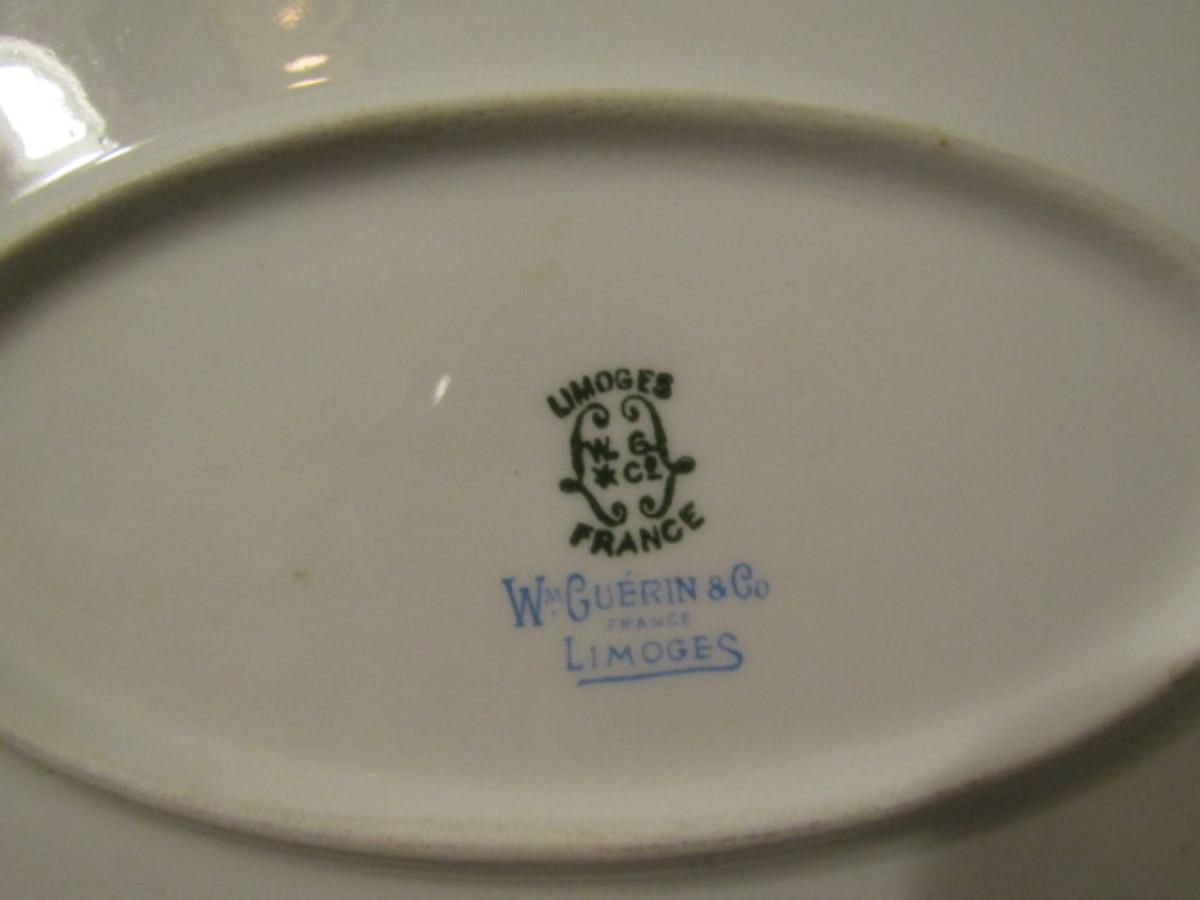 LIMOGES
W. G
★ Co
FRANCE
WM. GUÉRIN & Co
FRANCE
LIMOGES